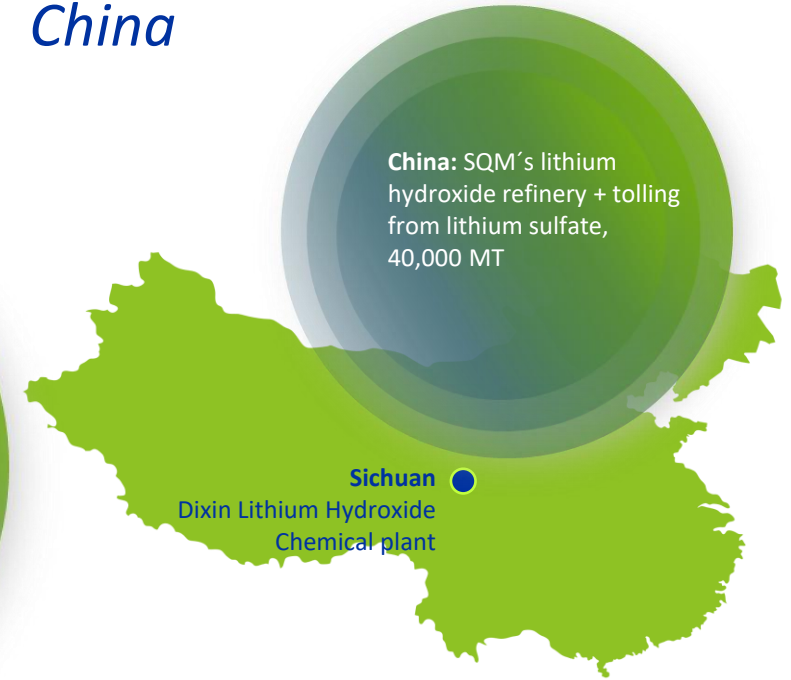 China
China: SQM´s lithium
hydroxide refinery + tolling
from lithium sulfate,
40,000 MT
Sichuan
Dixin Lithium Hydroxide
Chemical plant